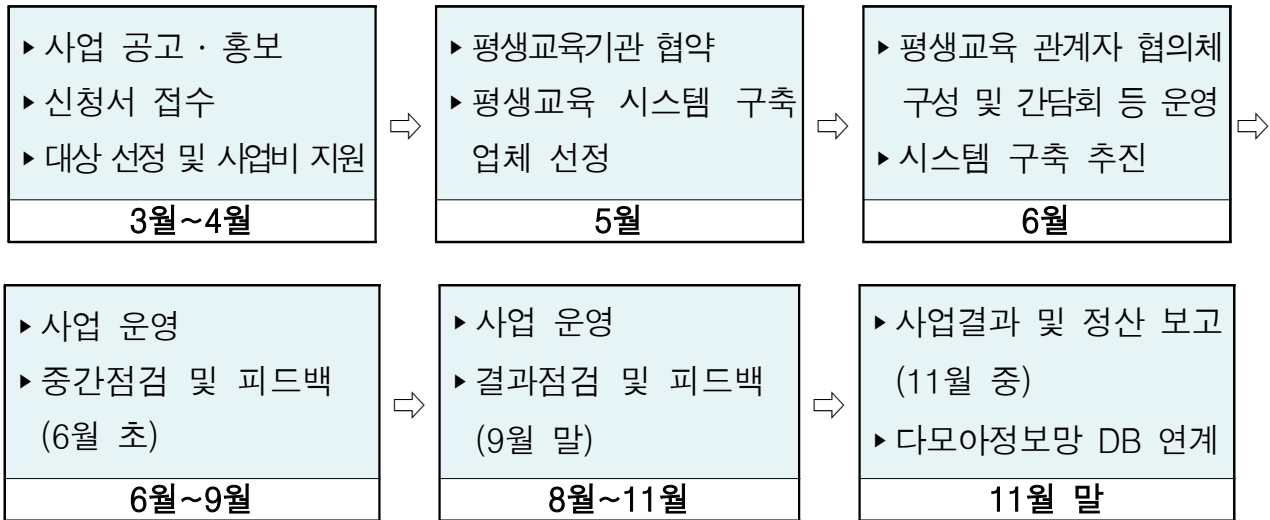 ▸사업 공고 · 홍보
▸신청서 접수
▸대상 선정 및 사업비 지원
3월~4월
⇨
▸평생교육기관 협약
▸평생교육 시스템 구축
업체 선정
5월
⇨
▸평생교육 관계자 협의체
구성 및 간담회 등 운영
▸시스템 구축 추진
6월
⇨
▸사업 운영
▸중간점검 및 피드백
(6월 초)
6월~9월
⇨
▸사업 운영
▸결과점검 및 피드백
(9월 말)
8월~11월
⇨
▸사업결과 및 정산 보고
(11월 중)
▸다모아정보망 DB 연계
11월 말